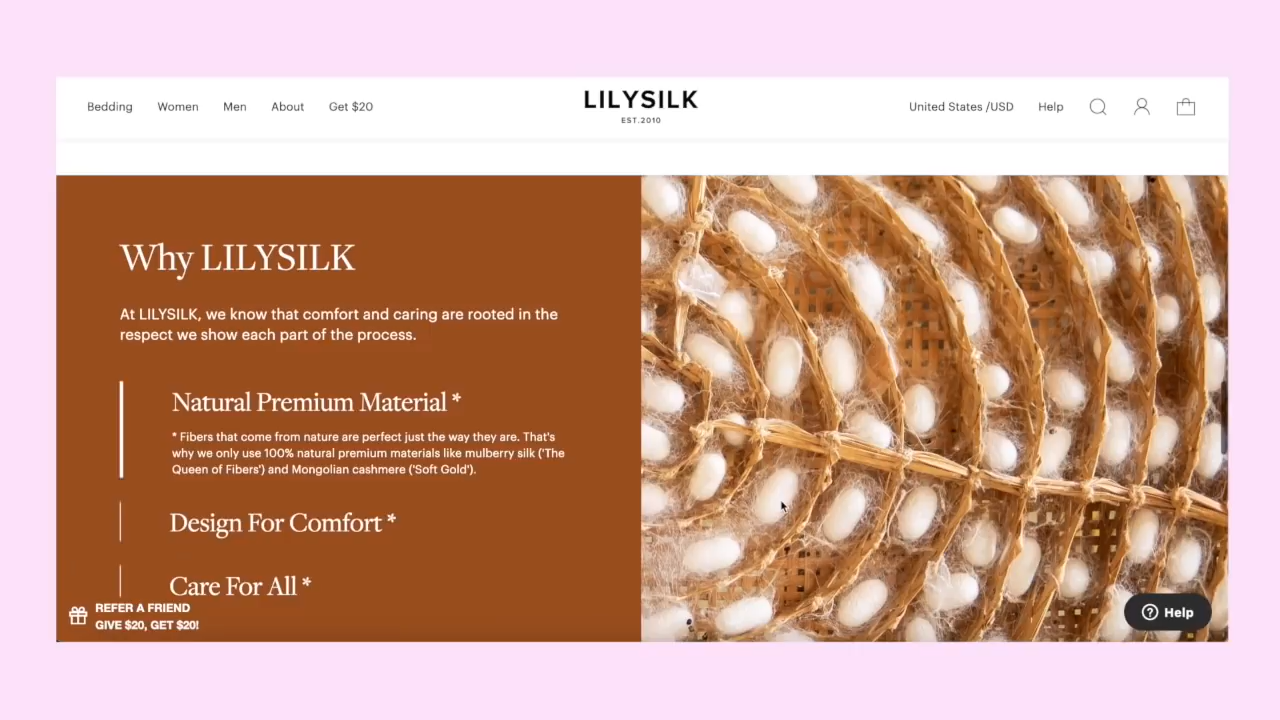 Bedding Women Men About Get $20
LILYSILK
EST.2010
United States /USD Help
Why LILYSILK
At LILYSILK, we know that comfort and caring are rooted in the
respect we show each part of the process.
Natural Premium Material *
* Fibers that come from nature are perfect just the way they are. That's
why we only use 100% natural premium materials like mulberry silk ('The
Queen of Fibers') and Mongolian cashmere ('Soft Gold').
Design For Comfort *
Care For All *
REFER A FRIEND
GIVE $20, GET $20!
Help